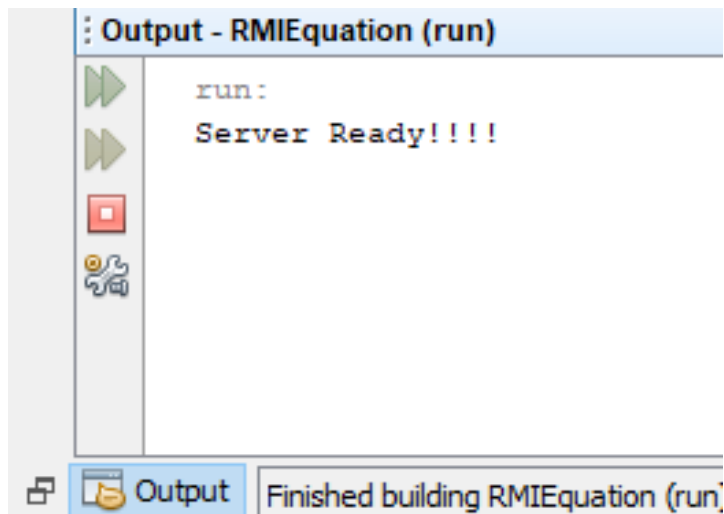 Output - RMIEquation (run)
run:
Server Ready!!!!
Output
Finished building RMIEquation (run)